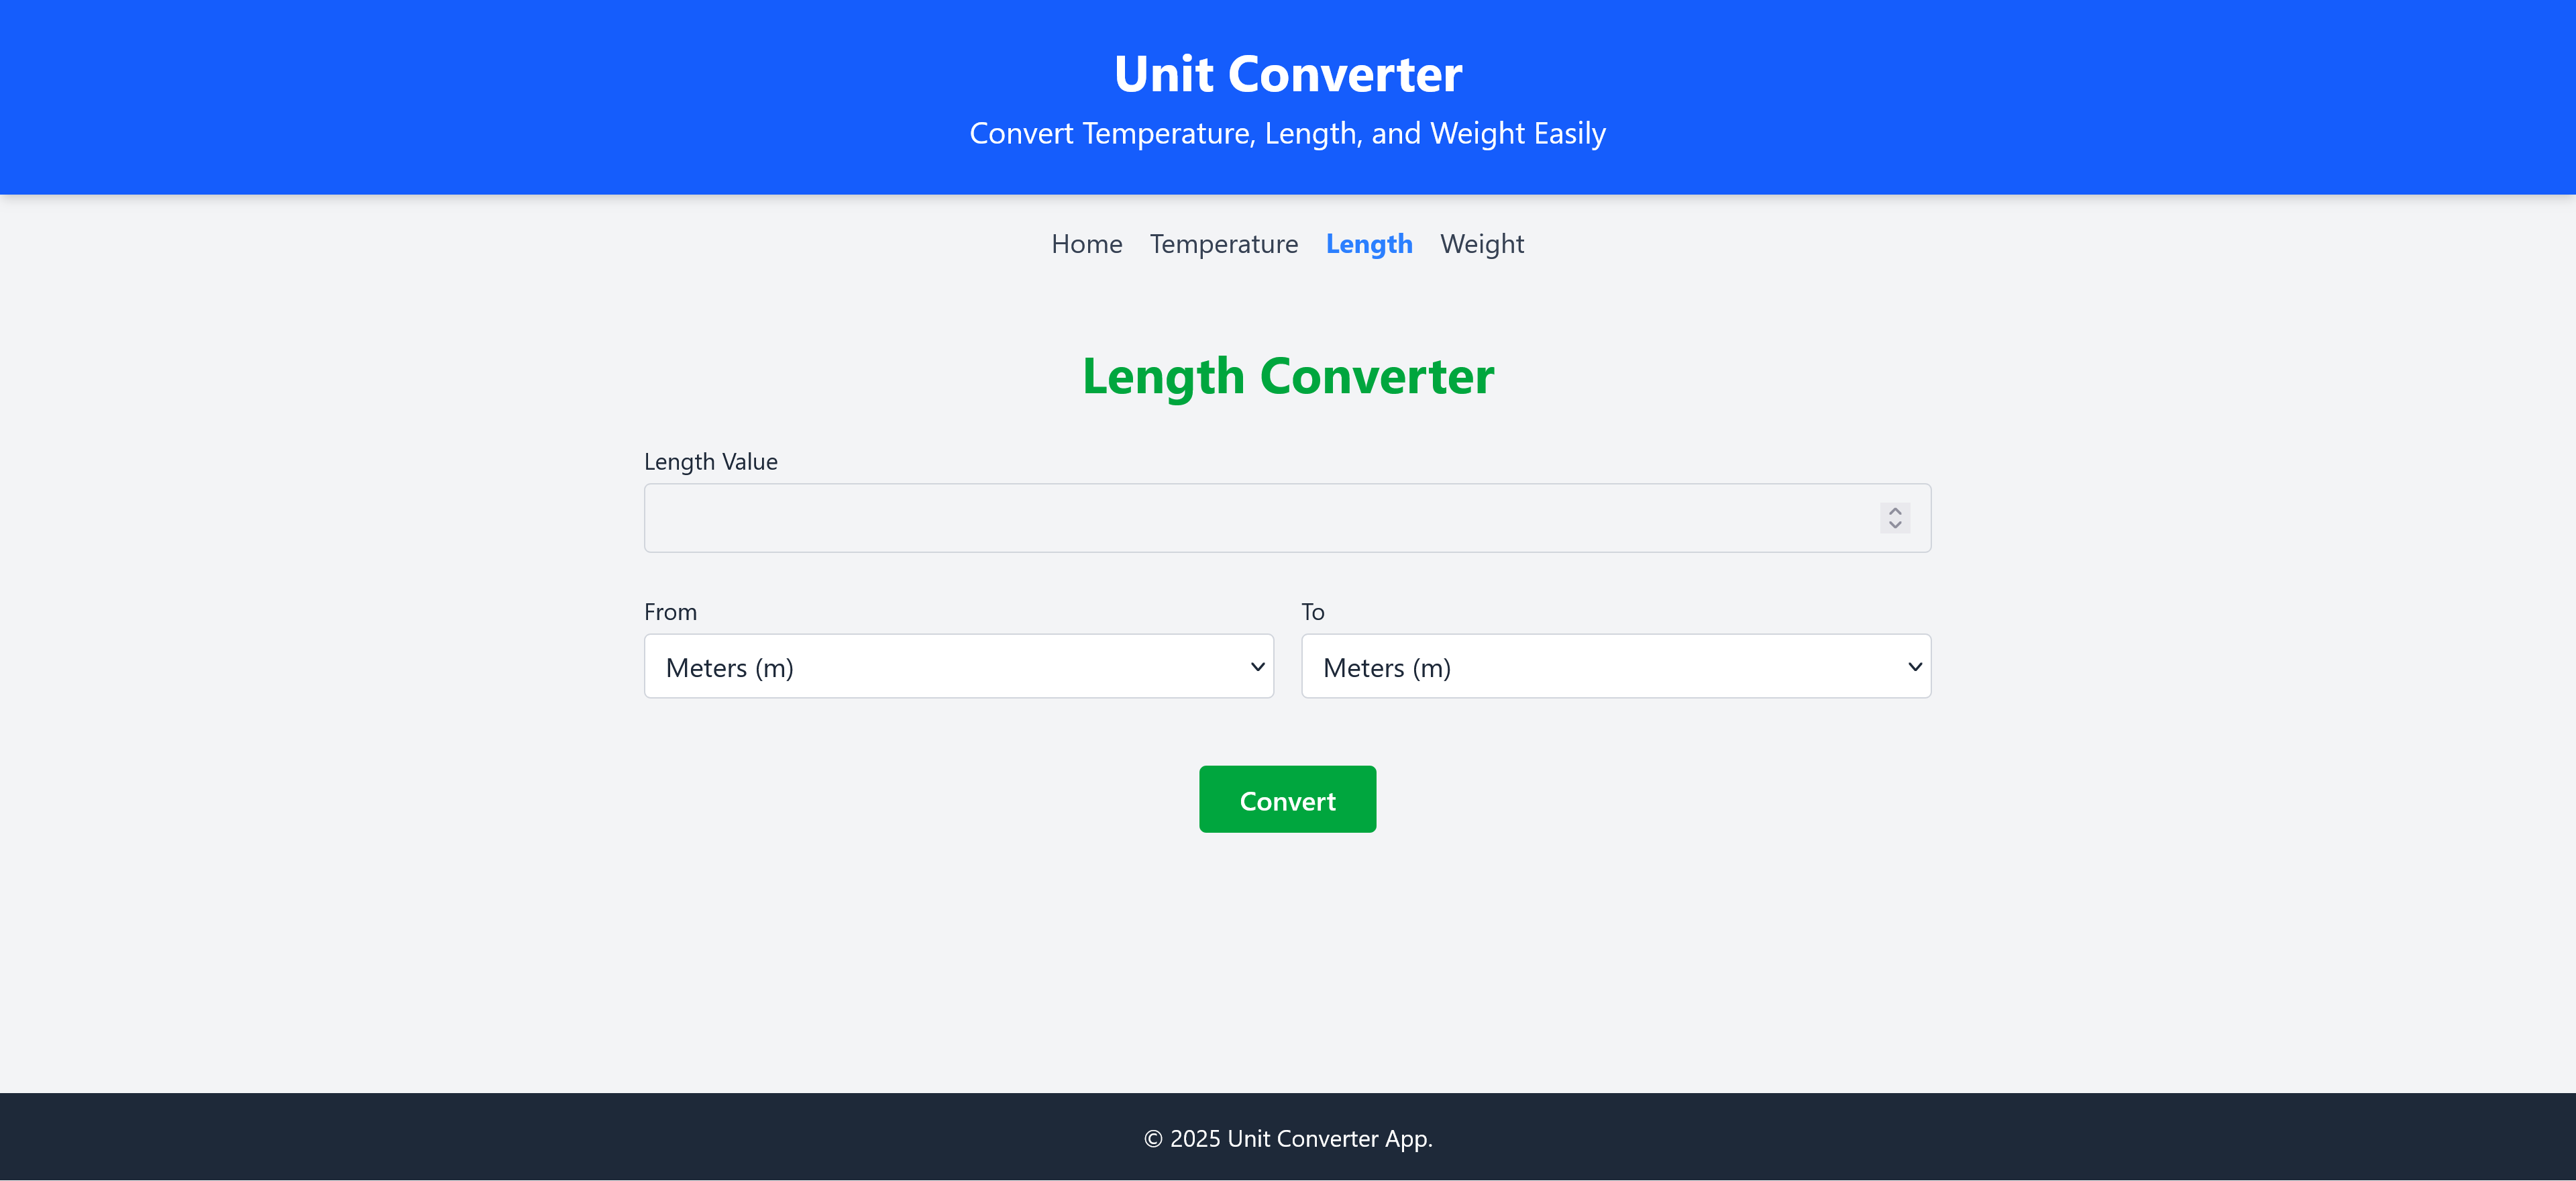 Unit Converter
Convert Temperature, Length, and Weight Easily
Home Temperature Length Weight
Length Converter
Length Value
From To
Meters (m) Meters (m)
Convert
© 2025 Unit Converter App.